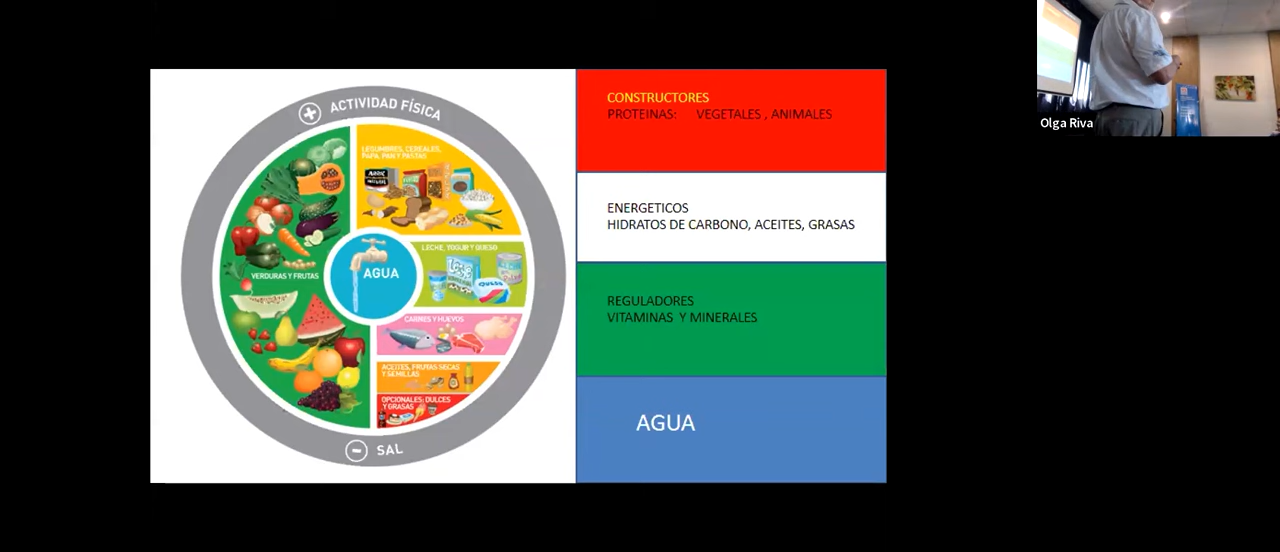 ACTIVIDAD FÍSICA
LEGUMBRES, CEREALES,
PAPA, PAN Y PASTAS
LECHE, YOGUR Y QUESO
AGUA
VERDURAS Y FRUTAS
CARNES Y HUEVOS
ACEITES, FRUTAS SECAS
Y SEMILLAS
OPCIONALES: DULCES
Y GRASAS
SAL
CONSTRUCTORES
PROTEINAS: VEGETALES , ANIMALES
ENERGETICOS
HIDRATOS DE CARBONO, ACEITES, GRASAS
REGULADORES
VITAMINAS Y MINERALES
AGUA
Olga Riva